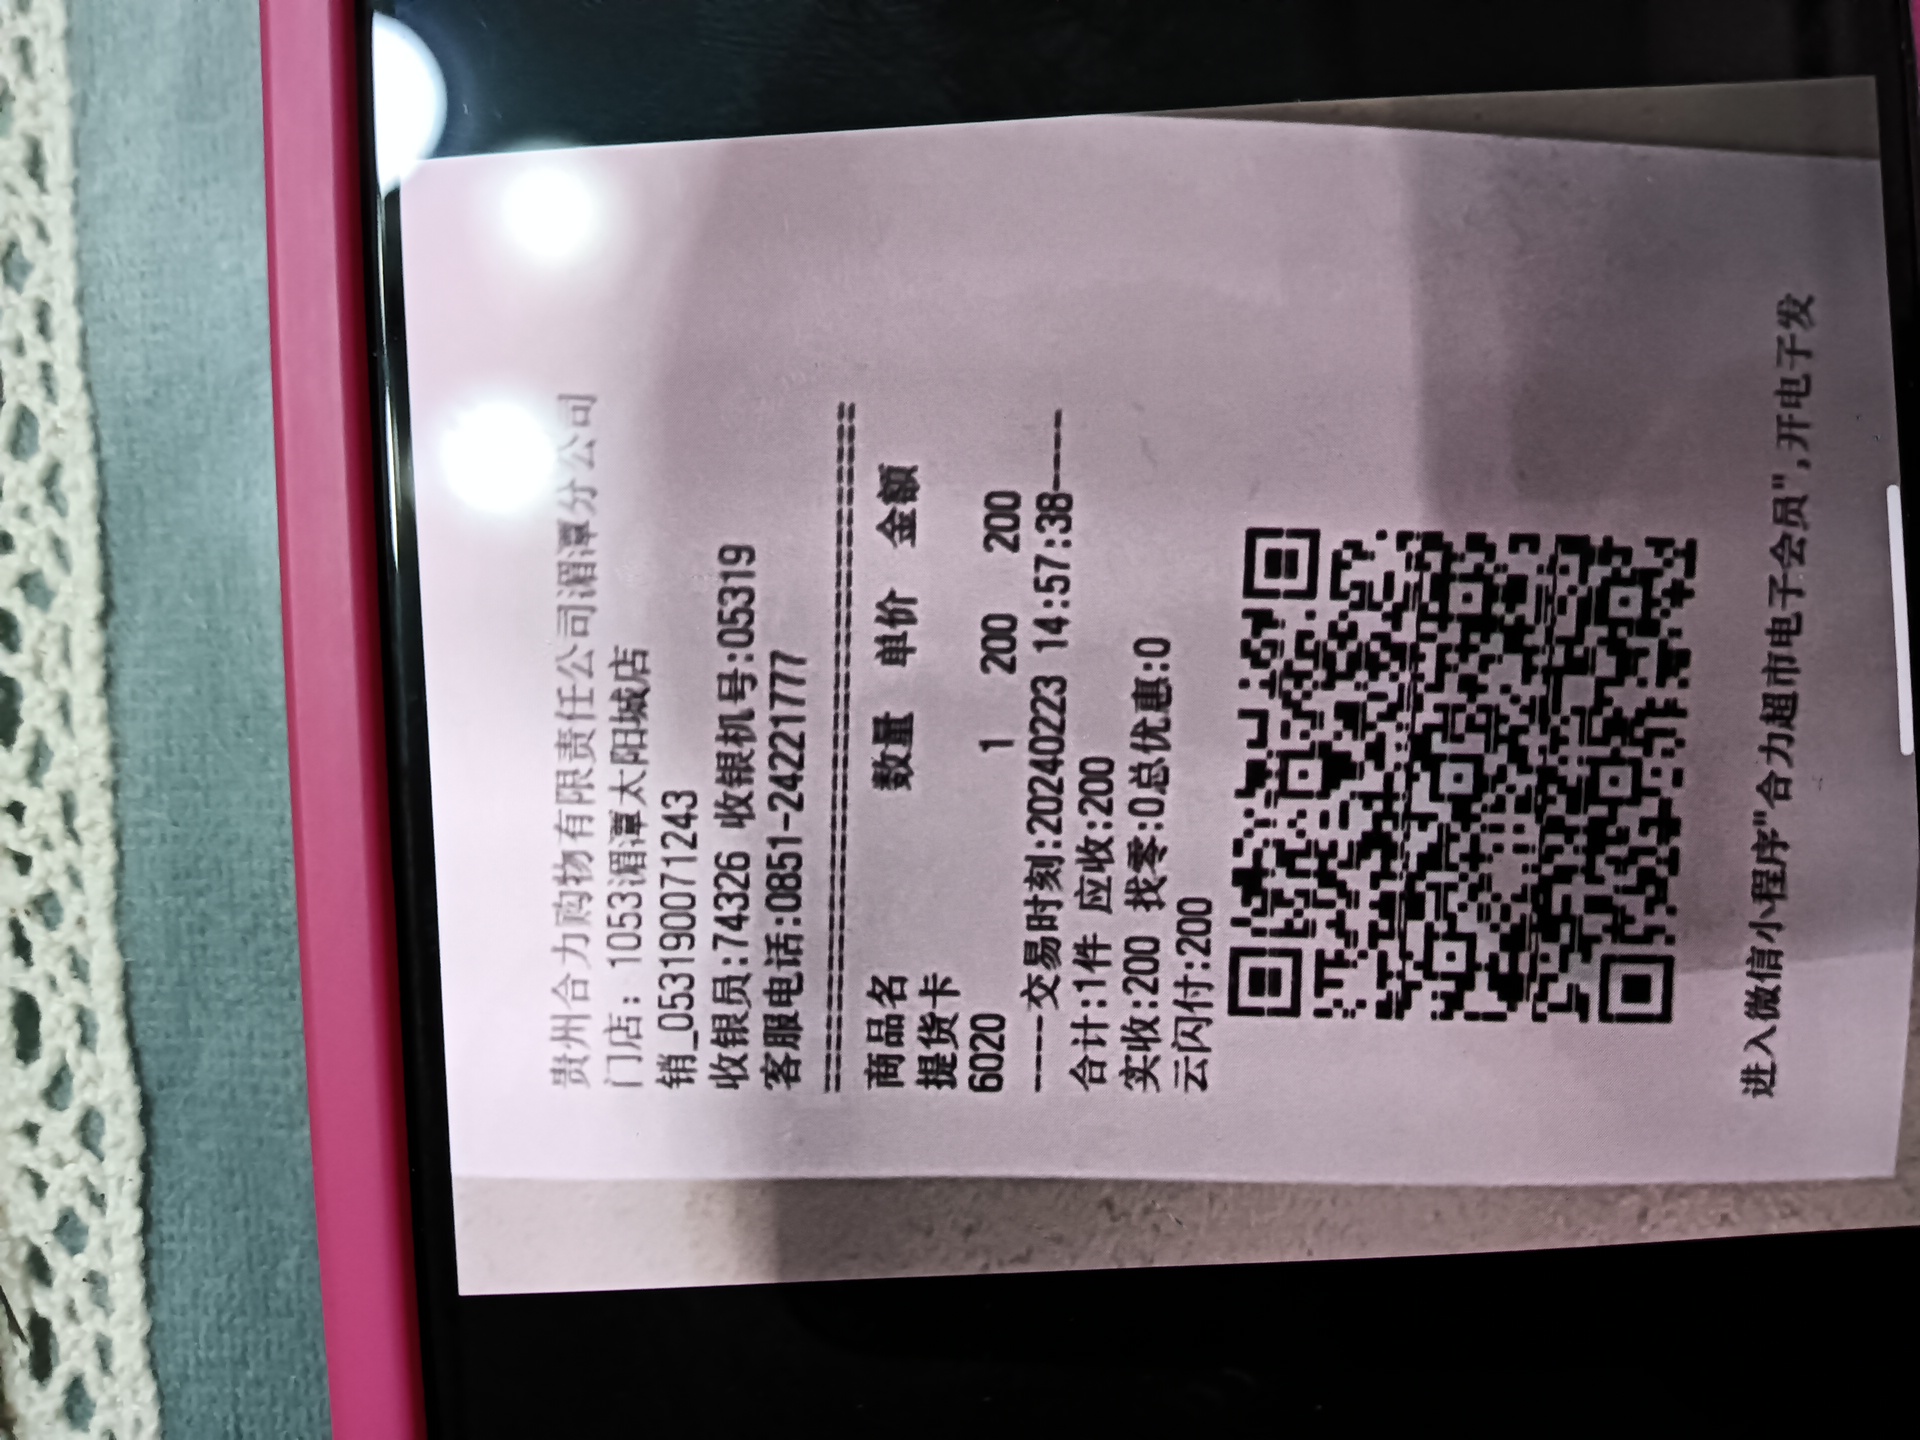 贵州合力购物有限责任公司湄潭分公司
门店：1053湄潭太阳城店
销_053190071243
收银员:74326 收银机号:05319
客服电话:0851-24221777
========================================
商品名 数量 单价 金额
提货卡
6020 1 200 200
----交易时刻:20240223 14:57:38-----
合计:1件 应收:200
实收:200 找零:0总优惠:0
云闪付:200
进入微信小程序"合力超市电子会员",开电子发